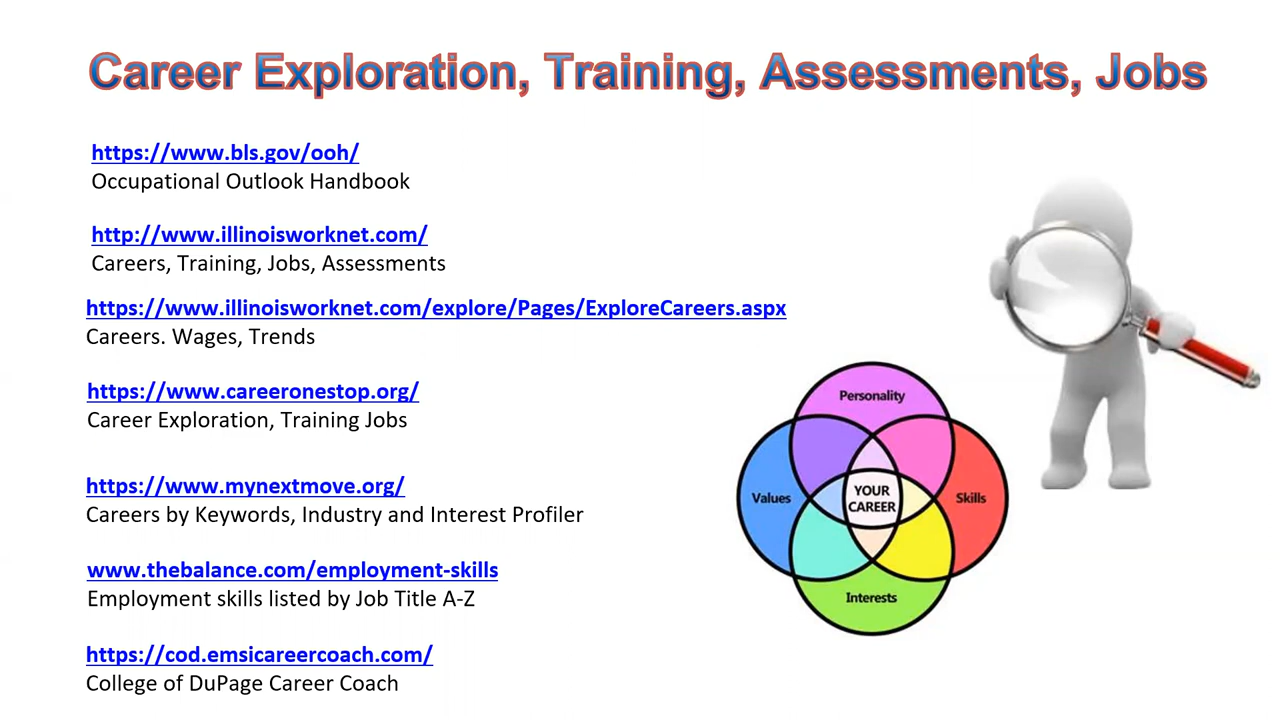 Career Exploration, Training, Assessments, Jobs
https://www.bls.gov/ooh/
Occupational Outlook Handbook
http://www.illinoisworknet.com/
Careers, Training, Jobs, Assessments
https://www.illinoisworknet.com/explore/Pages/ExploreCareers.aspx
Careers. Wages, Trends
https://www.careeronestop.org/
Career Exploration, Training Jobs
https://www.mynextmove.org/
Careers by Keywords, Industry and Interest Profiler
www.thebalance.com/employment-skills
Employment skills listed by Job Title A-Z
https://cod.emsicareercoach.com/
College of DuPage Career Coach
Personality
Values
YOUR
CAREER
Skills
Interests